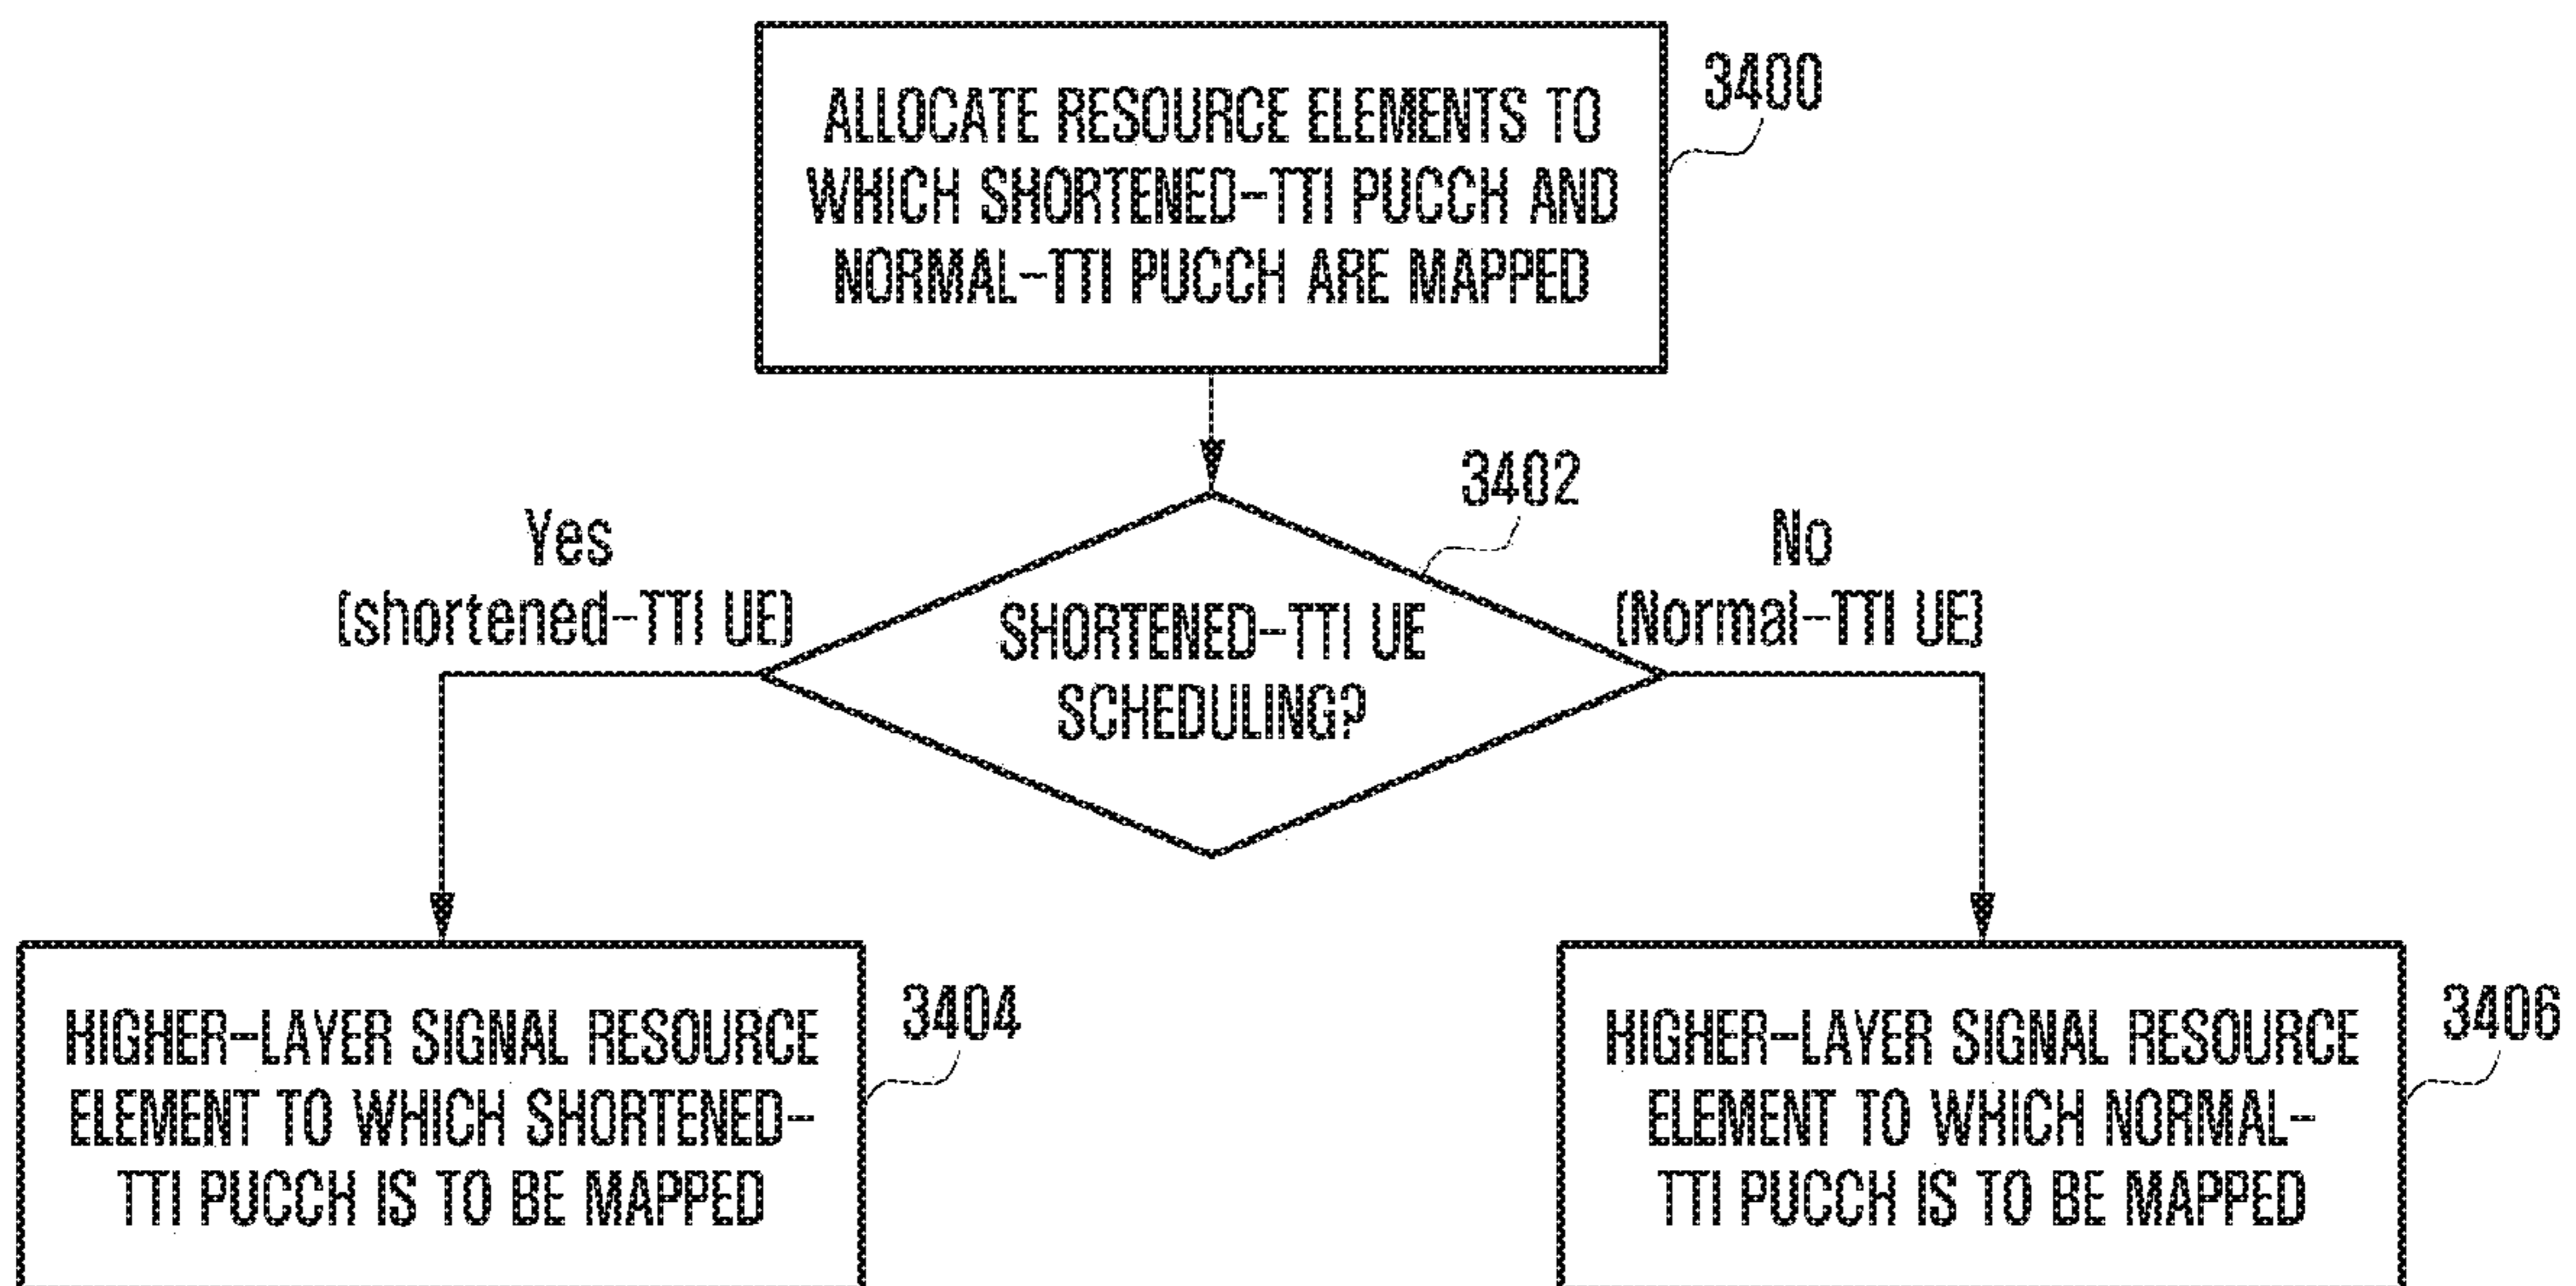 ALLOCATE RESOURCE ELEMENTS TO
WHICH SHORTENED-TTI PUCCH AND
NORMAL-TTI PUCCH ARE MAPPED
3400
3402
Yes
(shortened-TTI UE)
No
(Normal-TTI UE)
SHORTENED-TTI UE
SCHEDULING?
HIGHER-LAYER SIGNAL RESOURCE
ELEMENT TO WHICH SHORTENED-
TTI PUCCH IS TO BE MAPPED
3404
HIGHER-LAYER SIGNAL RESOURCE
ELEMENT TO WHICH NORMAL-
TTI PUCCH IS TO BE MAPPED
3406